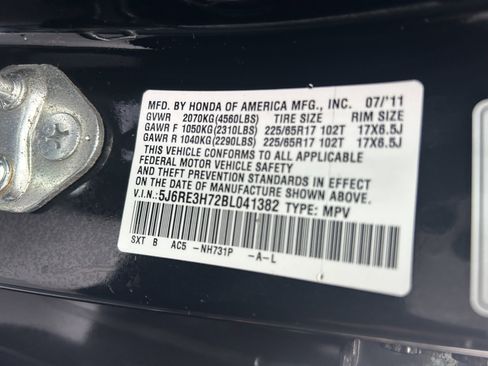 MFD. BY HONDA OF AMERICA MFG., INC. 07/'11
GVWR 2070KG(4560LBS) TIRE SIZE RIM SIZE
GAWR F 1050KG(2310LBS) 225/65R17 102T 17X6.5J
GAWR R 1040KG(2290LBS) 225/65R17 102T 17X6.5J
THIS VEHICLE CONFORMS TO ALL APPLICABLE
FEDERAL MOTOR VEHICLE SAFETY
AND THEFT PREVENTION STANDARDS IN EFFECT ON THE
DATE OF MANUFACTURE SHOWN ABOVE.
V.I.N.: 5J6RE3H72BL041382 TYPE: MPV
SXT B AC5 -NH731P -A-L